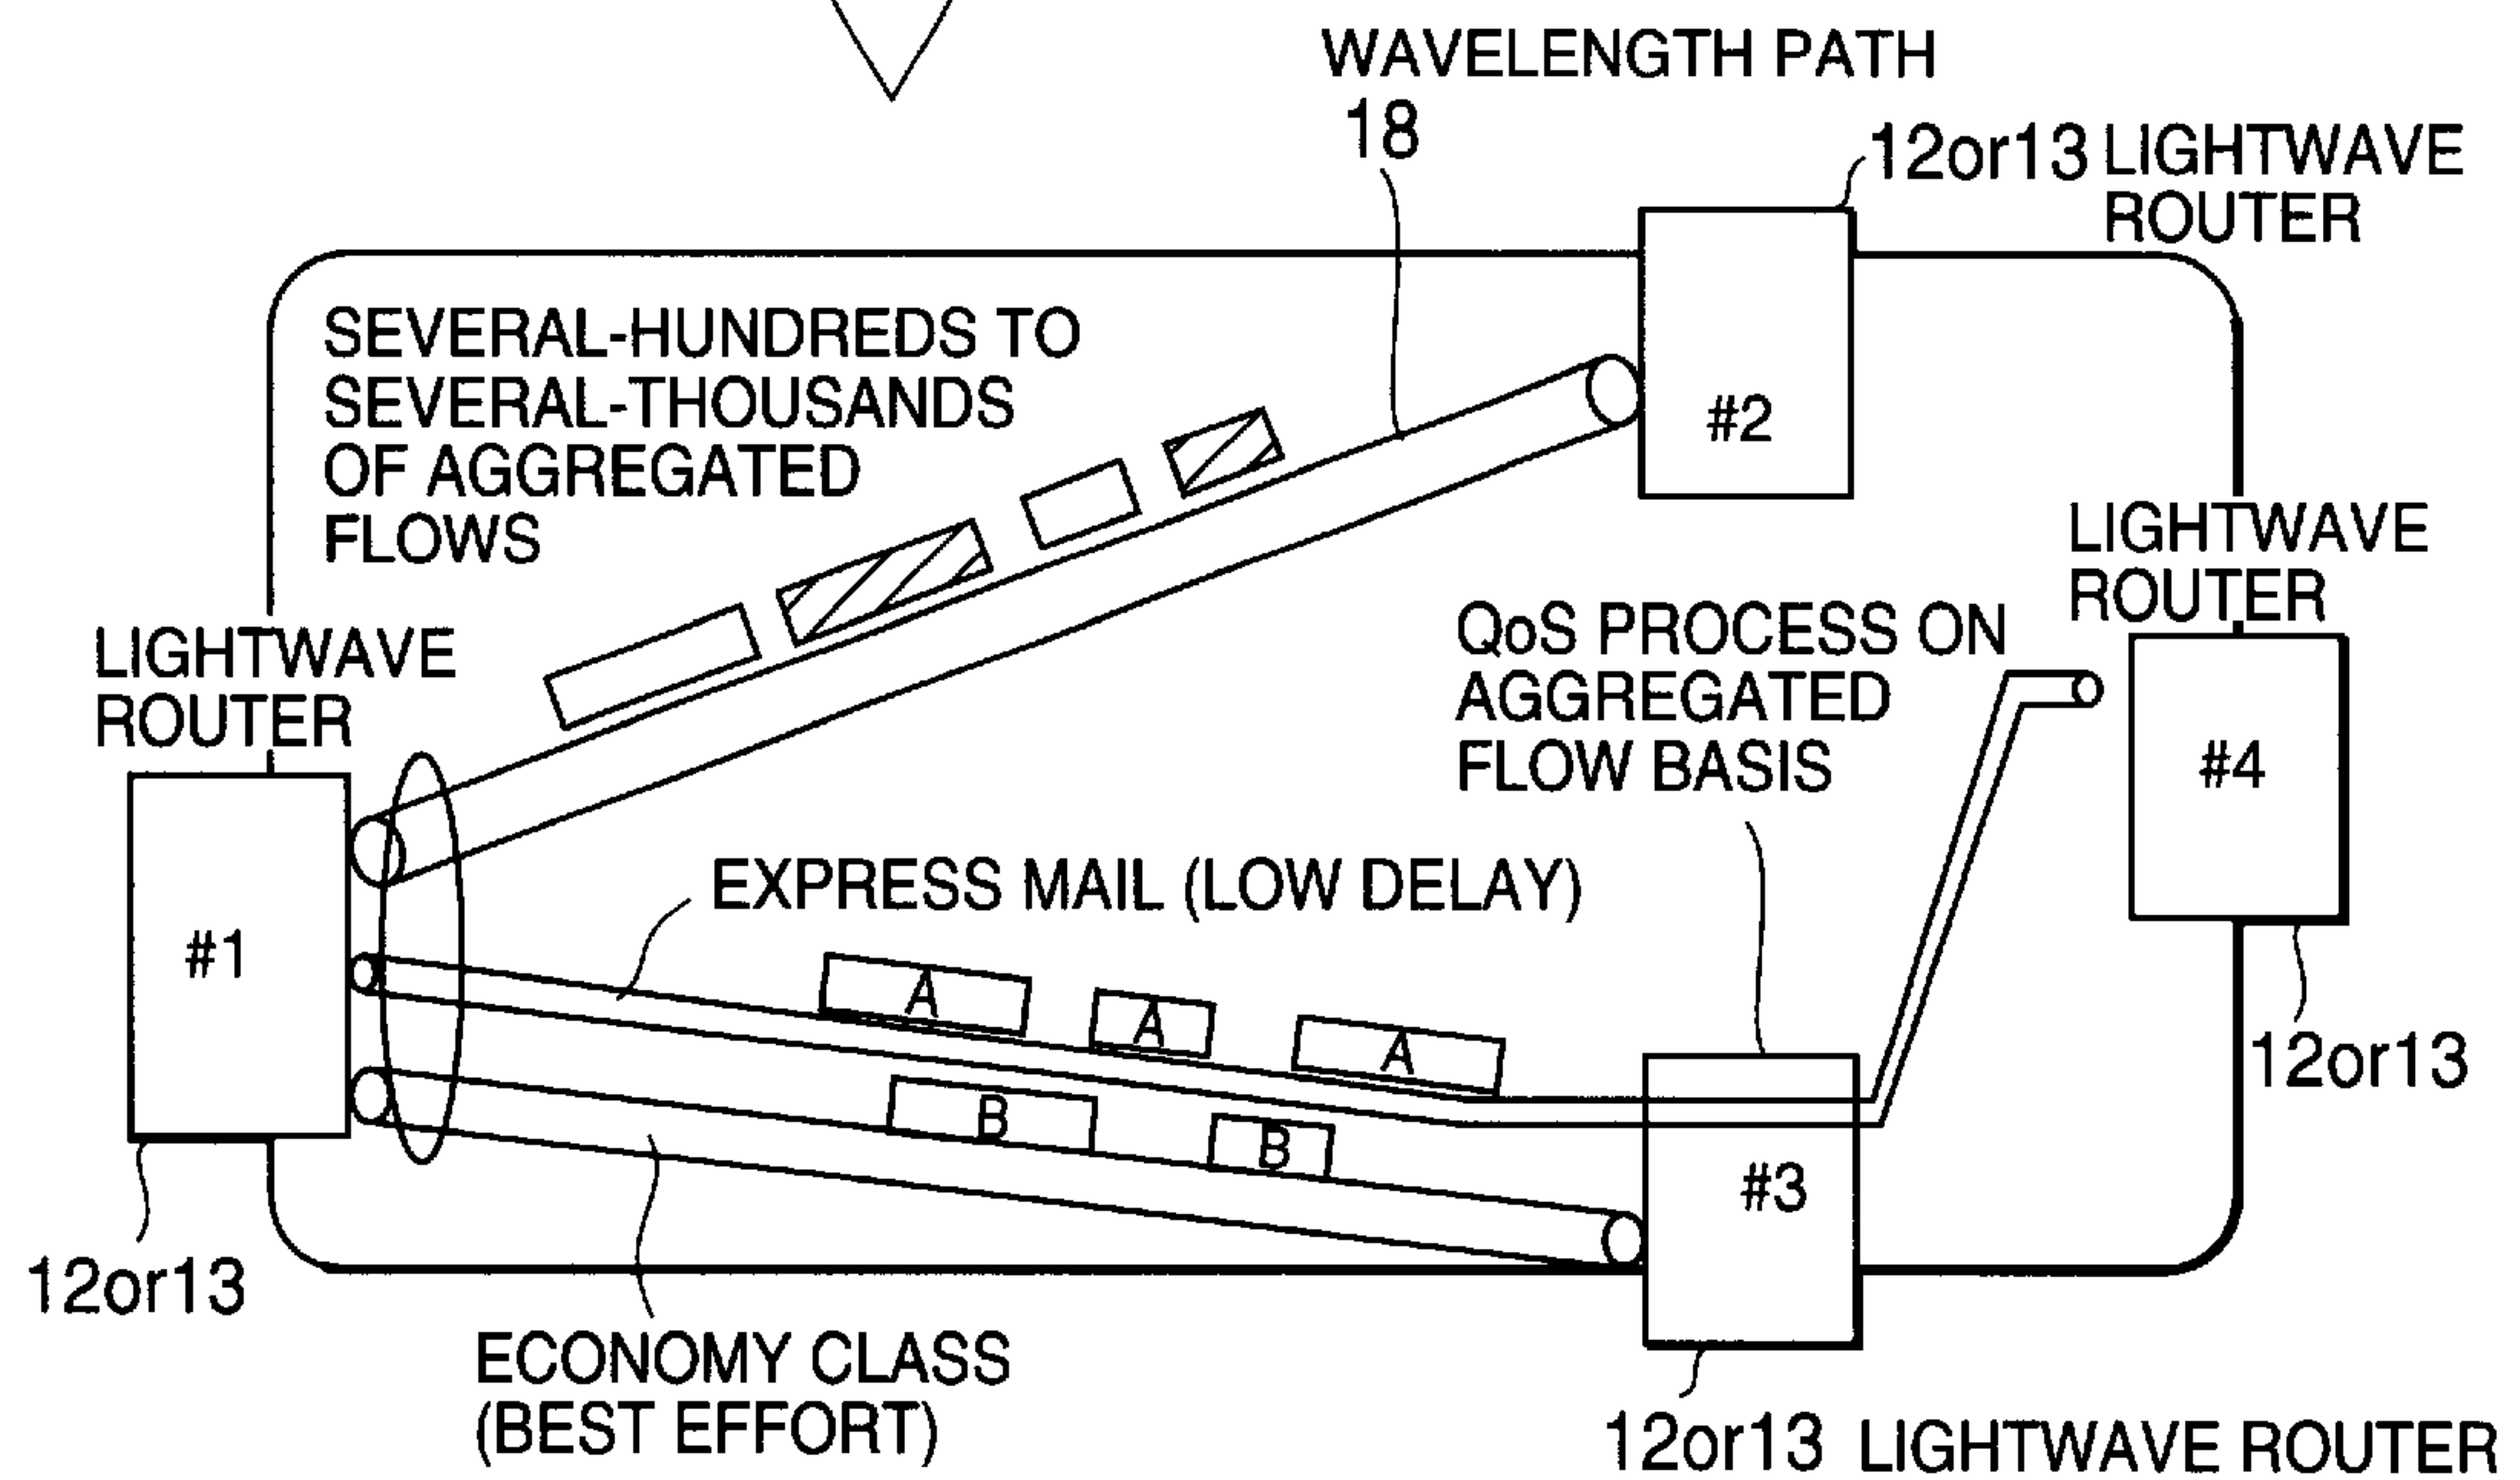 WAVELENGTH PATH
18
12or13 LIGHTWAVE
ROUTER
#2
SEVERAL-HUNDREDS TO
SEVERAL-THOUSANDS
OF AGGREGATED
FLOWS
LIGHTWAVE
ROUTER
#4
12or13
QoS PROCESS ON
AGGREGATED
FLOW BASIS
LIGHTWAVE
ROUTER
#1
12or13
EXPRESS MAIL (LOW DELAY)
A
A
A
B
B
#3
ECONOMY CLASS
(BEST EFFORT)
12or13 LIGHTWAVE ROUTER